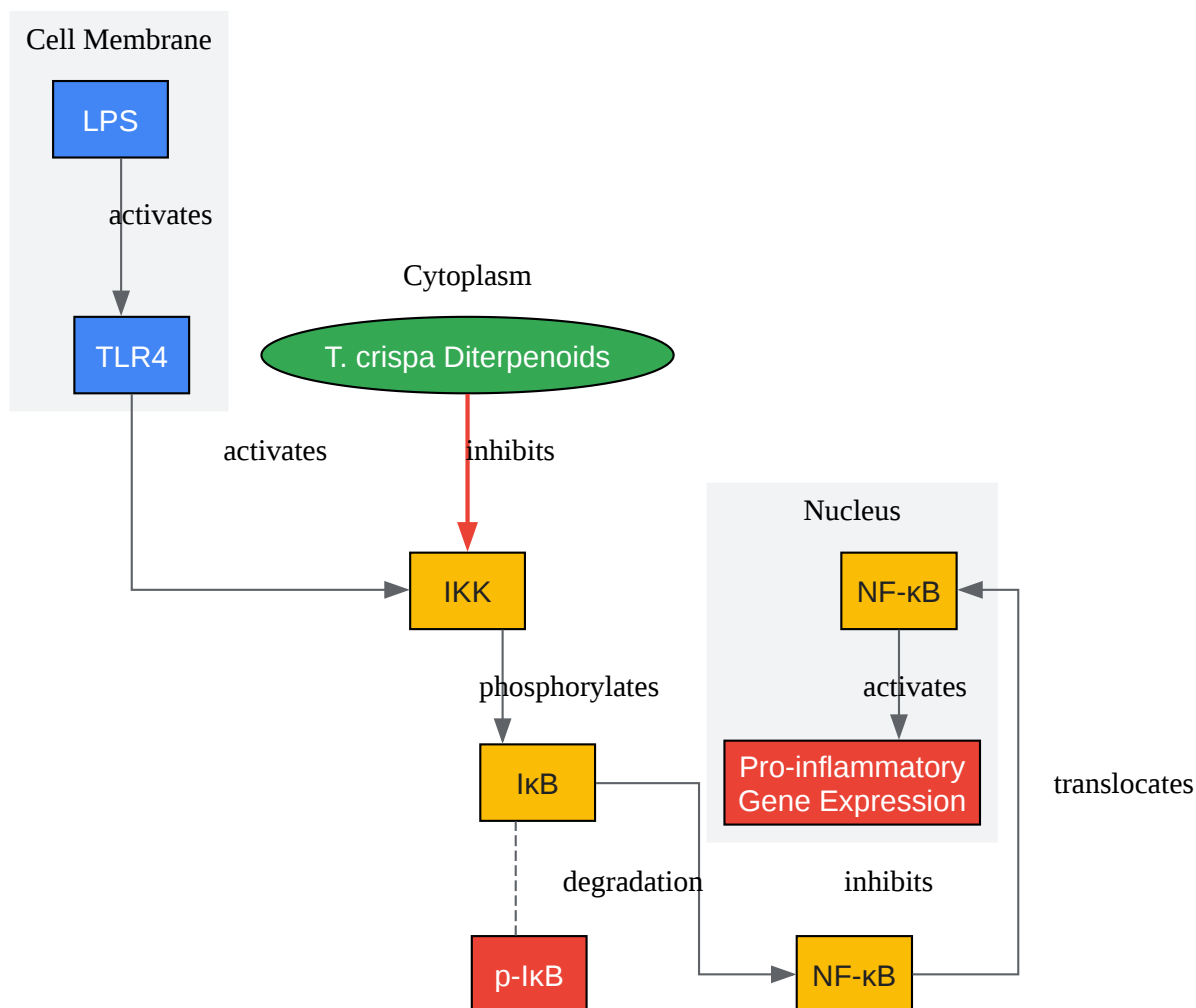 Cell Membrane
LPS
activates
Cytoplasm
TLR4
T. crispa Diterpenoids
activates
inhibits
Nucleus
IKK
NF-κB
phosphorylates
activates
IκB
Pro-inflammatory
Gene Expression
translocates
degradation
inhibits
p-IκB
NF-κB